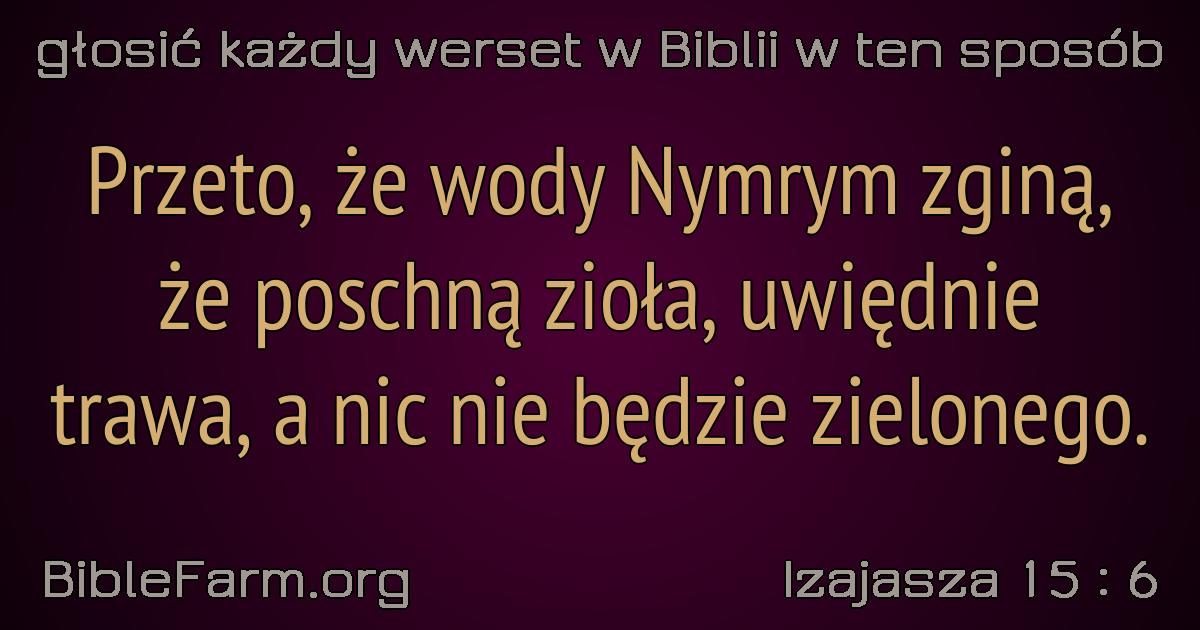 głosić każdy werset w Biblii w ten sposób
Przeto, że wody Nymrym zginą,
że poschną zioła, uwiędnie
trawa, a nic nie będzie zielonego.
BibleFarm.org
Izajasza 15 : 6